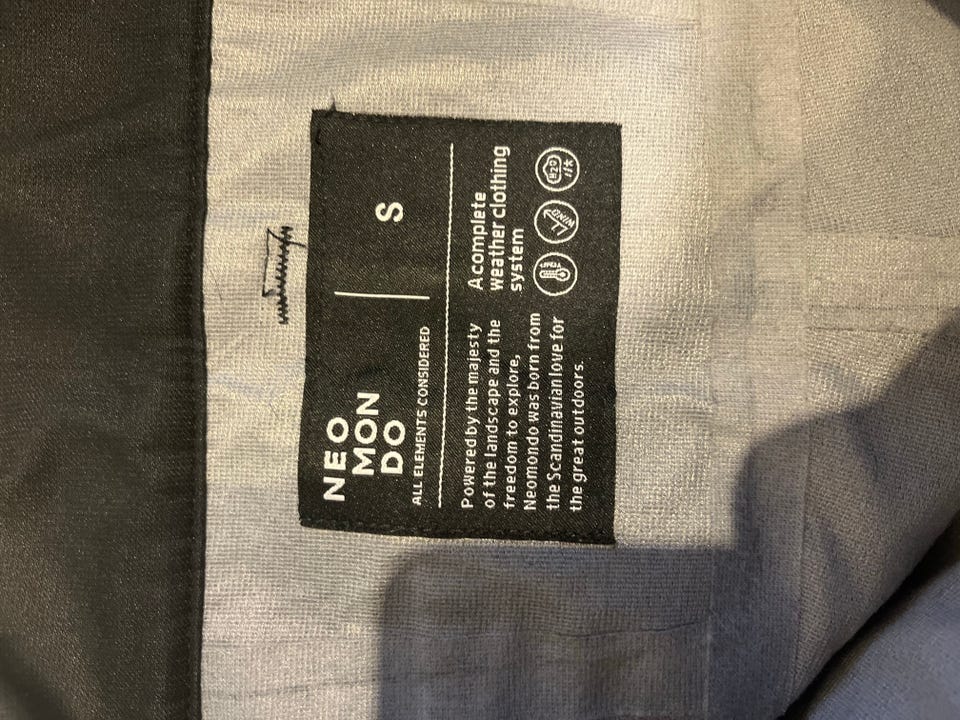 NEO
MON
DO
ALL ELEMENTS CONSIDERED
S
Powered by the majesty
of the landscape and the
freedom to explore,
Neomondo was born from
the Scandinavian love for
the great outdoors.
A complete
weather clothing
system
WIND
H2O